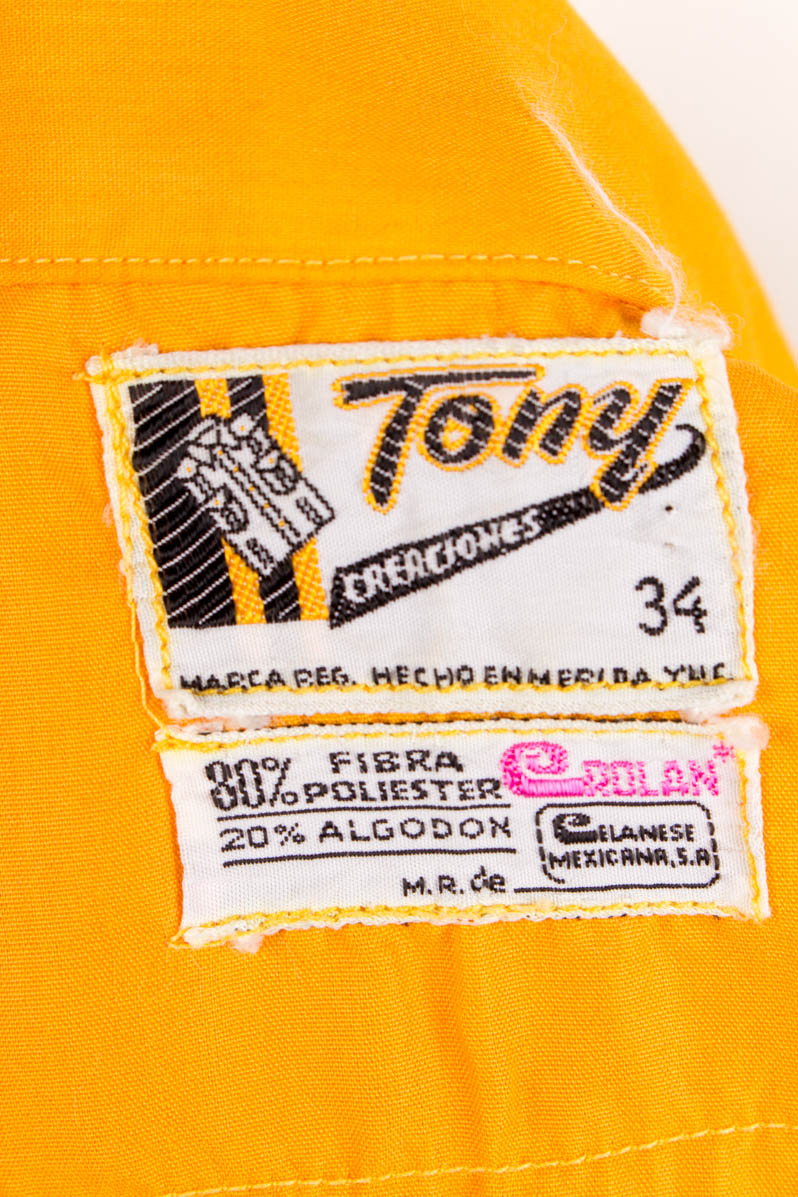 Tony
CREACIONES
34
MARCA REG. HECHO EN MERIDA, YUC
80% FIBRA POLIESTER
CROLAN*
20% ALGODON
CELANESE
MEXICANA, S.A
M.R. de